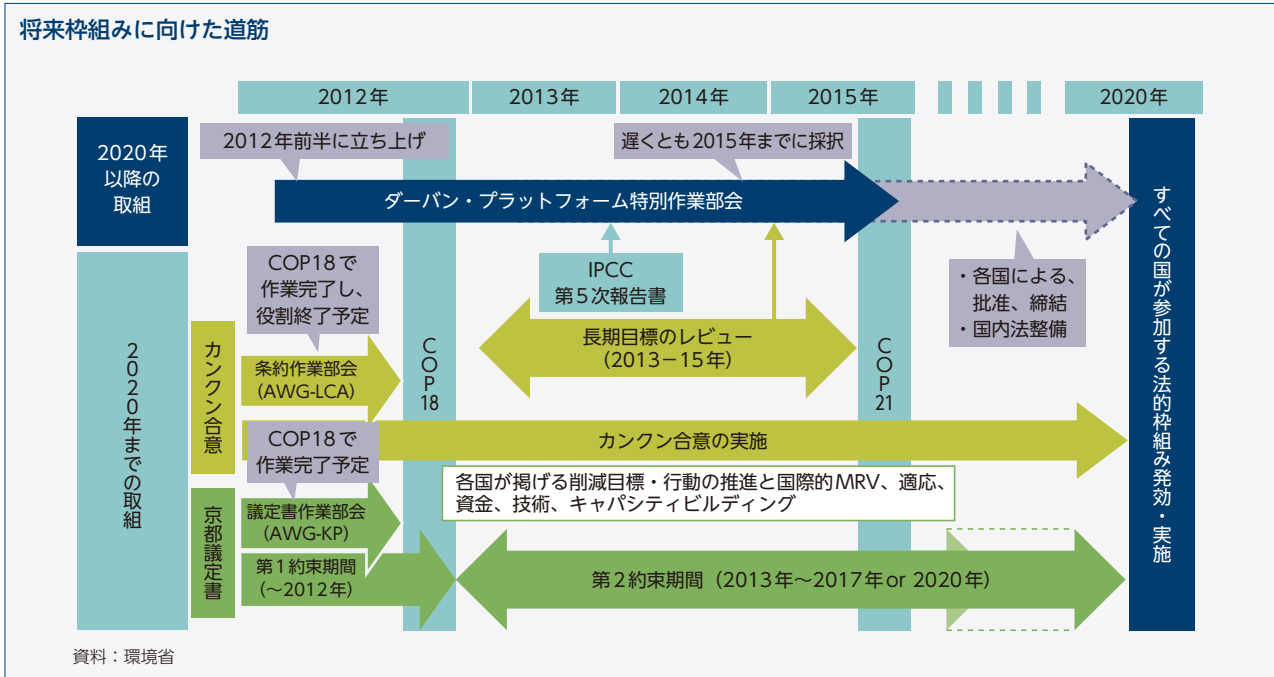 将来枠組みに向けた道筋
2012年
2013年
2014年
2015年
2020年
2020年
以降の
取組
2012年前半に立ち上げ
遅くとも2015年までに採択
ダーバン・プラットフォーム特別作業部会
IPCC
第5次報告書
・各国による、
批准、締結
・国内法整備
すべての国が参加する法的枠組み発効・実施
2020年までの取組
カンクン合意
COP18で
作業完了し、
役割終了予定
条約作業部会
(AWG-LCA)
COP18
長期目標のレビュー
(2013－15年)
COP21
カンクン合意の実施
COP18で
作業完了予定
各国が掲げる削減目標・行動の推進と国際的MRV、適応、
資金、技術、キャパシティビルディング
京都議定書
議定書作業部会
(AWG-KP)
第1約束期間
(～2012年)
第2約束期間（2013年～2017年or 2020年）
資料：環境省